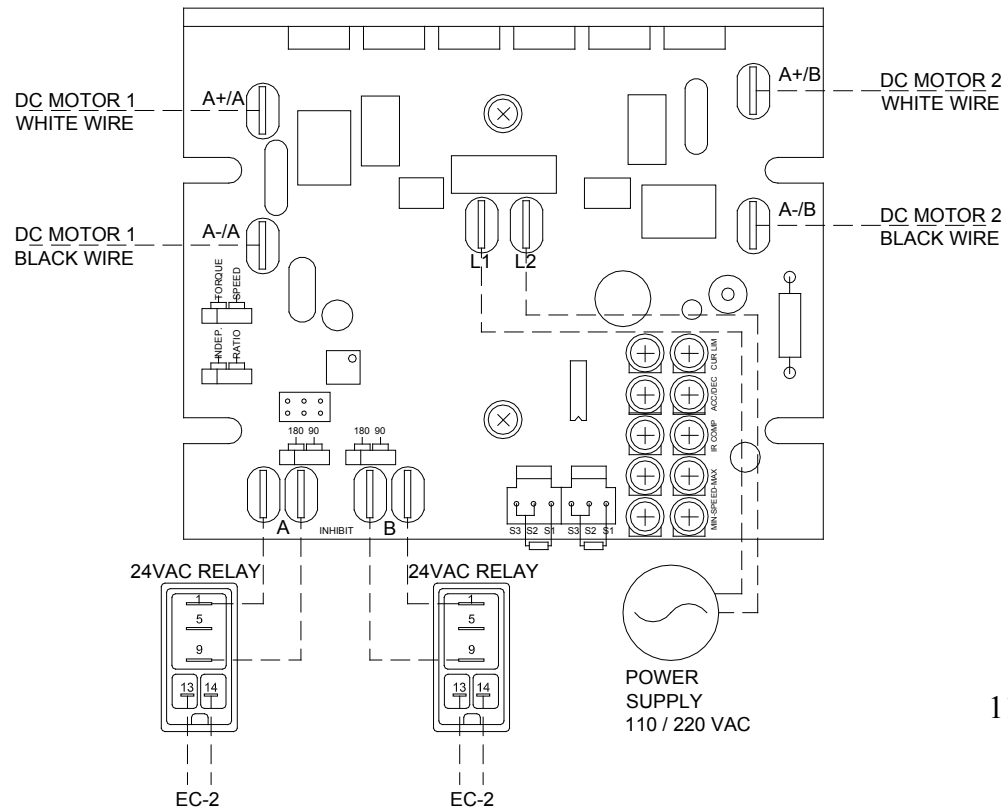 A+/A
A+/B
DC MOTOR 1
WHITE WIRE
DC MOTOR 2
WHITE WIRE
A-/A
A-/B
DC MOTOR 1
BLACK WIRE
DC MOTOR 2
BLACK WIRE
L1
L2
TORQUE
SPEED
INDEP.
RATIO
CUR LIM
ACC/DEC
IR COMP
MIN-SPEED-MAX
180 90
180 90
A
INHIBIT
B
S3 S2 S1
S3 S2 S1
24VAC RELAY
24VAC RELAY
1
5
9
13
14
1
5
9
13
14
POWER
SUPPLY
110 / 220 VAC
1
EC-2
EC-2